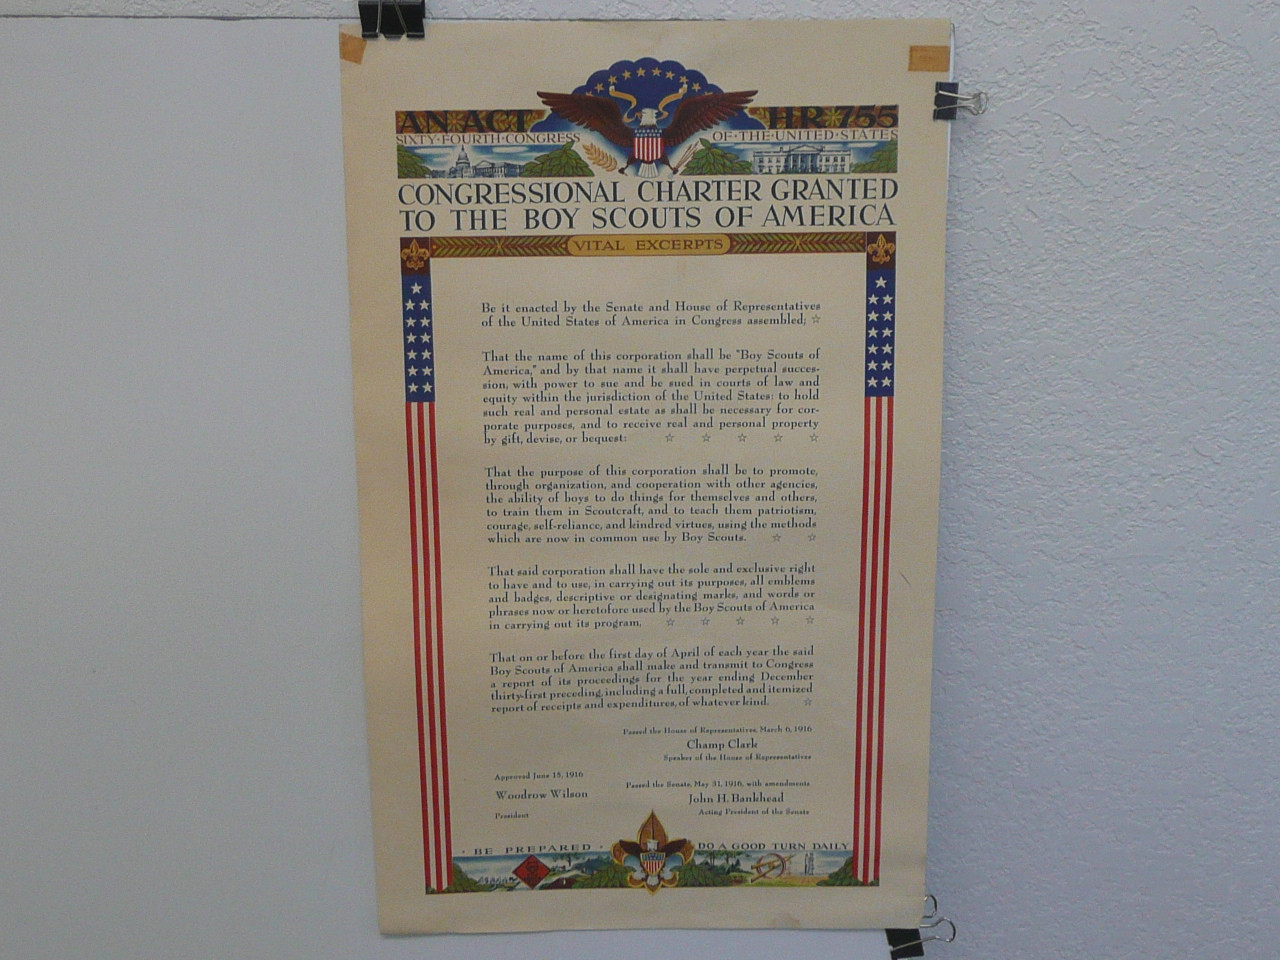 AN ACT HR 755
SIXTY·FOURTH·CONGRESS OF·THE·UNITED·STATES
CONGRESSIONAL CHARTER GRANTED
TO THE BOY SCOUTS OF AMERICA
VITAL EXCERPTS
Be it enacted by the Senate and House of Representatives
of the United States of America in Congress assembled; ☆
That the name of this corporation shall be "Boy Scouts of
America," and by that name it shall have perpetual succes-
sion, with power to sue and be sued in courts of law and
equity within the jurisdiction of the United States: to hold
such real and personal estate as shall be necessary for cor-
porate purposes, and to receive real and personal property
by gift, devise, or bequest: ☆ ☆ ☆ ☆ ☆
That the purpose of this corporation shall be to promote,
through organization, and cooperation with other agencies,
the ability of boys to do things for themselves and others,
to train them in Scoutcraft, and to teach them patriotism,
courage, self-reliance, and kindred virtues, using the methods
which are now in common use by Boy Scouts. ☆ ☆
That said corporation shall have the sole and exclusive right
to have and to use, in carrying out its purposes, all emblems
and badges, descriptive or designating marks, and words or
phrases now or heretofore used by the Boy Scouts of America
in carrying out its program, ☆ ☆ ☆ ☆ ☆
That on or before the first day of April of each year the said
Boy Scouts of America shall make and transmit to Congress
a report of its proceedings for the year ending December
thirty-first preceding, including a full, completed and itemized
report of receipts and expenditures, of whatever kind. ☆
Passed the House of Representatives, March 6, 1916
Champ Clark
Speaker of the House of Representatives
Approved June 15, 1916
Woodrow Wilson
President
Passed the Senate, May 31, 1916, with amendments
John H. Bankhead
Acting President of the Senate
· BE PREPARED · DO A GOOD TURN DAILY